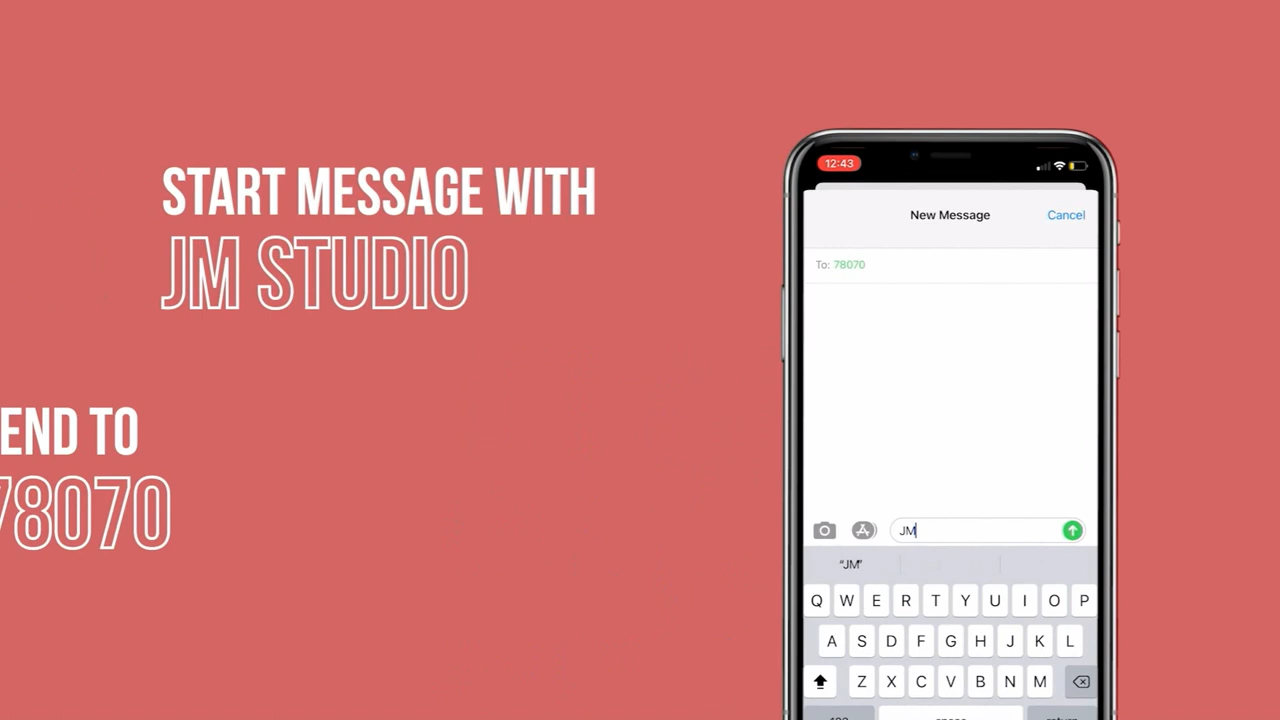 START MESSAGE WITH
JM STUDIO
END TO
78070
12:43
New Message
Cancel
To: 78070
JM
"JM"
Q W E R T Y U I O P
A S D F G H J K L
Z X C V B N M